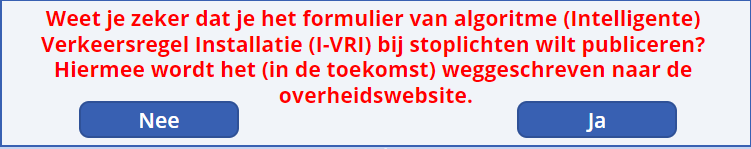 Weet je zeker dat je het formulier van algoritme (Intelligente)
Verkeersregel Installatie (I-VRI) bij stoplichten wilt publiceren?
Hiermee wordt het (in de toekomst) weggeschreven naar de
overheidswebsite.
Nee Ja